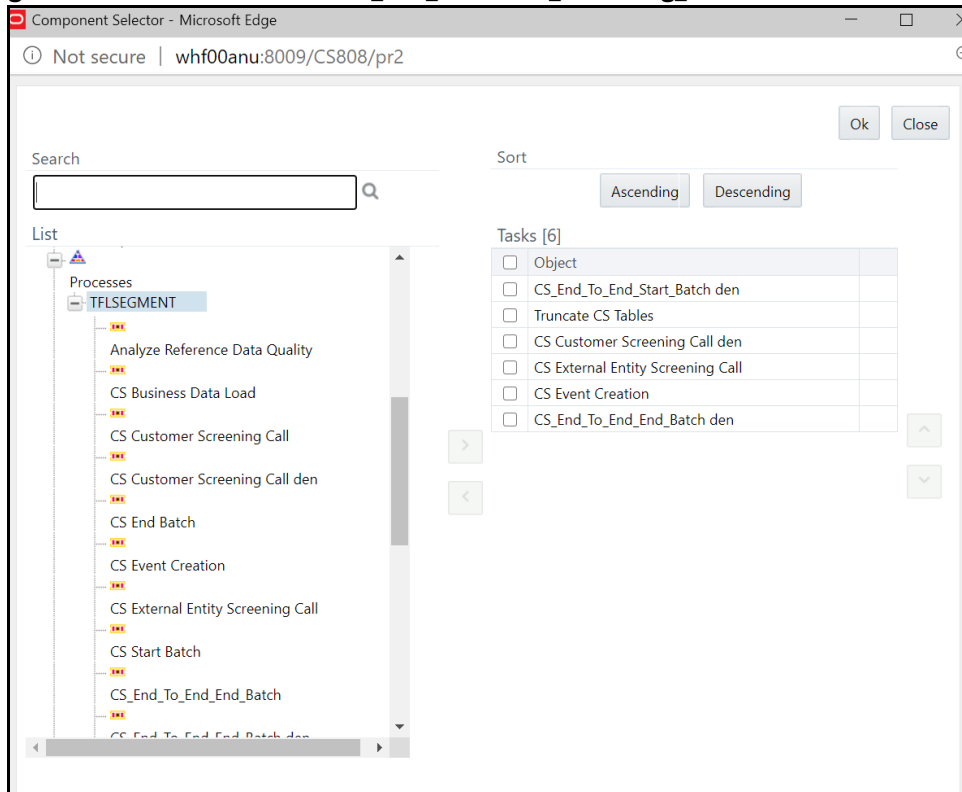 Component Selector - Microsoft Edge
Not secure | whf00anu:8009/CS808/pr2
Ok
Close
Search
Sort
Ascending
Descending
List
Processes
TFLSEGMENT
Analyze Reference Data Quality
CS Business Data Load
CS Customer Screening Call
CS Customer Screening Call den
CS End Batch
CS Event Creation
CS External Entity Screening Call
CS Start Batch
CS_End_To_End_End_Batch
CS_End_To_End_End_Batch den
Tasks [6]
Object
CS_End_To_End_Start_Batch den
Truncate CS Tables
CS Customer Screening Call den
CS External Entity Screening Call
CS Event Creation
CS_End_To_End_End_Batch den